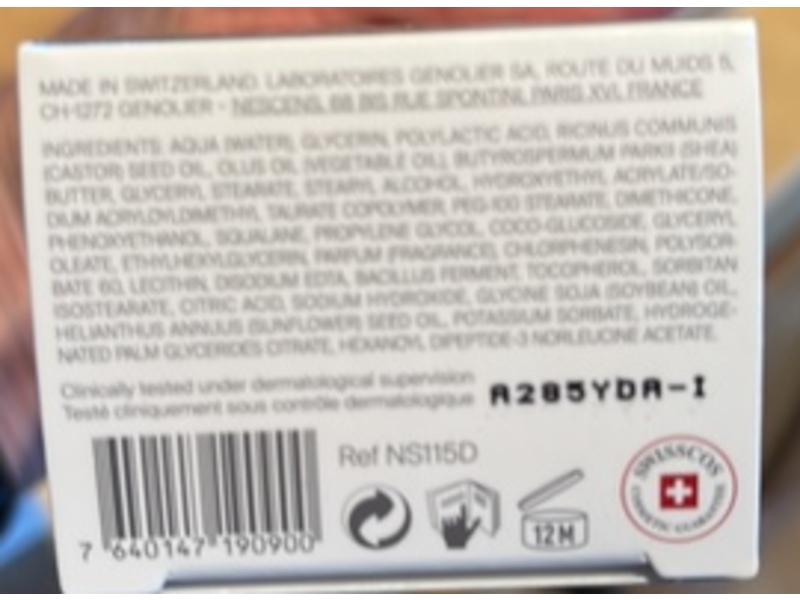 MADE IN SWITZERLAND. LABORATOIRES GENOLIER SA, ROUTE DU MUIDS 5,
CH-1272 GENOLIER - NESCENS, 68 BIS RUE SPONTINI, PARIS XVI, FRANCE
INGREDIENTS: AQUA (WATER), GLYCERIN, POLYLACTIC ACID, RICINUS COMMUNIS
(CASTOR) SEED OIL, OLUS OIL (VEGETABLE OIL), BUTYROSPERMUM PARKII (SHEA)
BUTTER, GLYCERYL STEARATE, STEARYL ALCOHOL, HYDROXYETHYL ACRYLATE/SO-
DIUM ACRYLOYLDIMETHYL TAURATE COPOLYMER, PEG-100 STEARATE, DIMETHICONE,
PHENOXYETHANOL, SQUALANE, PROPYLENE GLYCOL, COCO-GLUCOSIDE, GLYCERYL
OLEATE, ETHYLHEXYLGLYCERIN, PARFUM (FRAGRANCE), CHLORPHENESIN, POLYSOR-
BATE 60, LECITHIN, DISODIUM EDTA, BACILLUS FERMENT, TOCOPHEROL, SORBITAN
ISOSTEARATE, CITRIC ACID, SODIUM HYDROXIDE, GLYCINE SOJA (SOYBEAN) OIL,
HELIANTHUS ANNUUS (SUNFLOWER) SEED OIL, POTASSIUM SORBATE, HYDROGE-
NATED PALM GLYCERIDES CITRATE, HEXANOYL DIPEPTIDE-3 NORLEUCINE ACETATE.
Clinically tested under dermatological supervision
Testé cliniquement sous contrôle dermatologique
A285YDA-I
Ref NS115D
7 640147 190900
12M
SWISSCOS
COSMETIC GUARANTEE